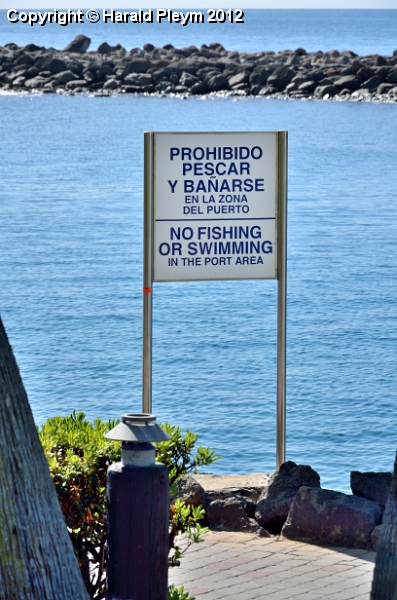 Copyright © Harald Pleym 2012
PROHIBIDO
PESCAR
Y BAÑARSE
EN LA ZONA
DEL PUERTO
NO FISHING
OR SWIMMING
IN THE PORT AREA